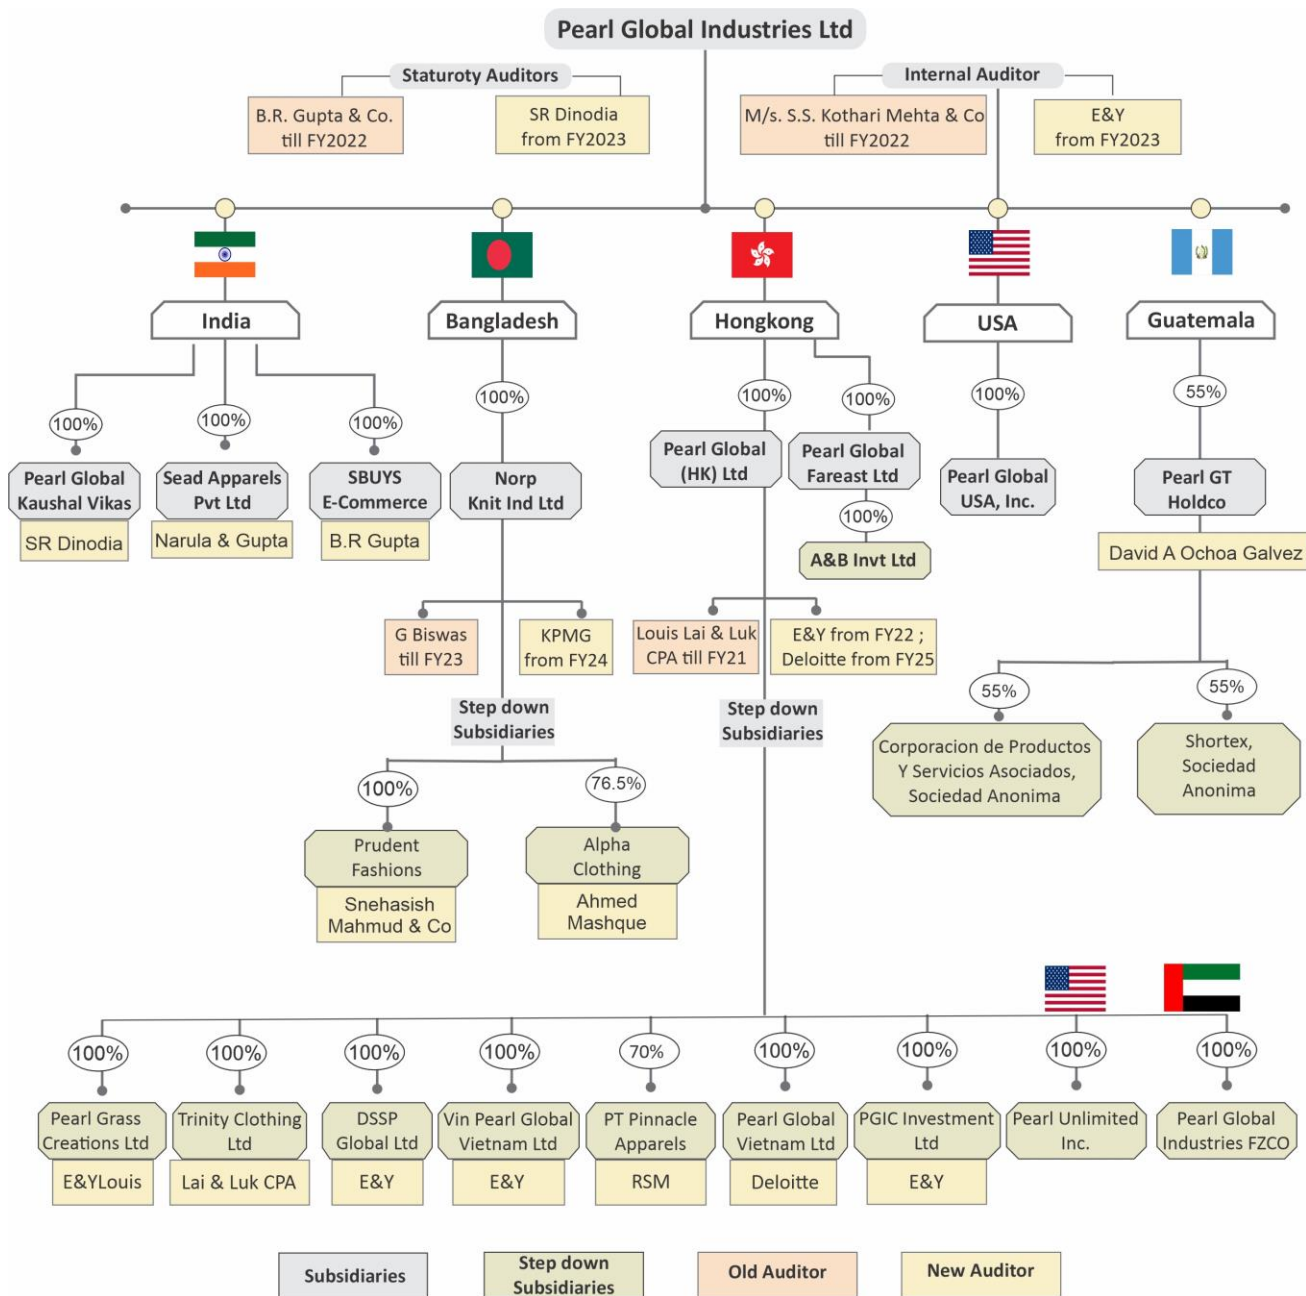 Pearl Global Industries Ltd
Staturoty Auditors
Internal Auditor
B.R. Gupta & Co.
till FY2022
SR Dinodia
from FY2023
M/s. S.S. Kothari Mehta & Co
till FY2022
E&Y
from FY2023
India
Bangladesh
Hongkong
USA
Guatemala
100%
100%
100%
100%
100%
100%
100%
55%
Pearl Global
Kaushal Vikas
SR Dinodia
Sead Apparels
Pvt Ltd
Narula & Gupta
SBUYS
E-Commerce
B.R Gupta
Norp
Knit Ind Ltd
Pearl Global
(HK) Ltd
Pearl Global
Fareast Ltd
100%
A&B Invt Ltd
Pearl Global
USA, Inc.
Pearl GT
Holdco
David A Ochoa Galvez
G Biswas
till FY23
KPMG
from FY24
Louis Lai & Luk
CPA till FY21
E&Y from FY22 ;
Deloitte from FY25
Step down
Subsidiaries
Step down
Subsidiaries
55%
55%
Corporacion de Productos
Y Servicios Asociados,
Sociedad Anonima
Shortex,
Sociedad
Anonima
100%
76.5%
Prudent
Fashions
Snehasish
Mahmud & Co
Alpha
Clothing
Ahmed
Mashque
100%
100%
100%
100%
70%
100%
100%
100%
100%
Pearl Grass
Creations Ltd
E&YLouis
Trinity Clothing
Ltd
Lai & Luk CPA
DSSP
Global Ltd
E&Y
Vin Pearl Global
Vietnam Ltd
E&Y
PT Pinnacle
Apparels
RSM
Pearl Global
Vietnam Ltd
Deloitte
PGIC Investment
Ltd
E&Y
Pearl Unlimited
Inc.
Pearl Global
Industries FZCO
Subsidiaries
Step down
Subsidiaries
Old Auditor
New Auditor